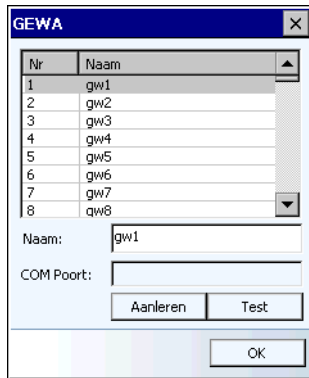 GEWA
Nr Naam
1 gw1
2 gw2
3 gw3
4 gw4
5 gw5
6 gw6
7 gw7
8 gw8
Naam: gw1
COM Poort:
Aanleren Test
OK